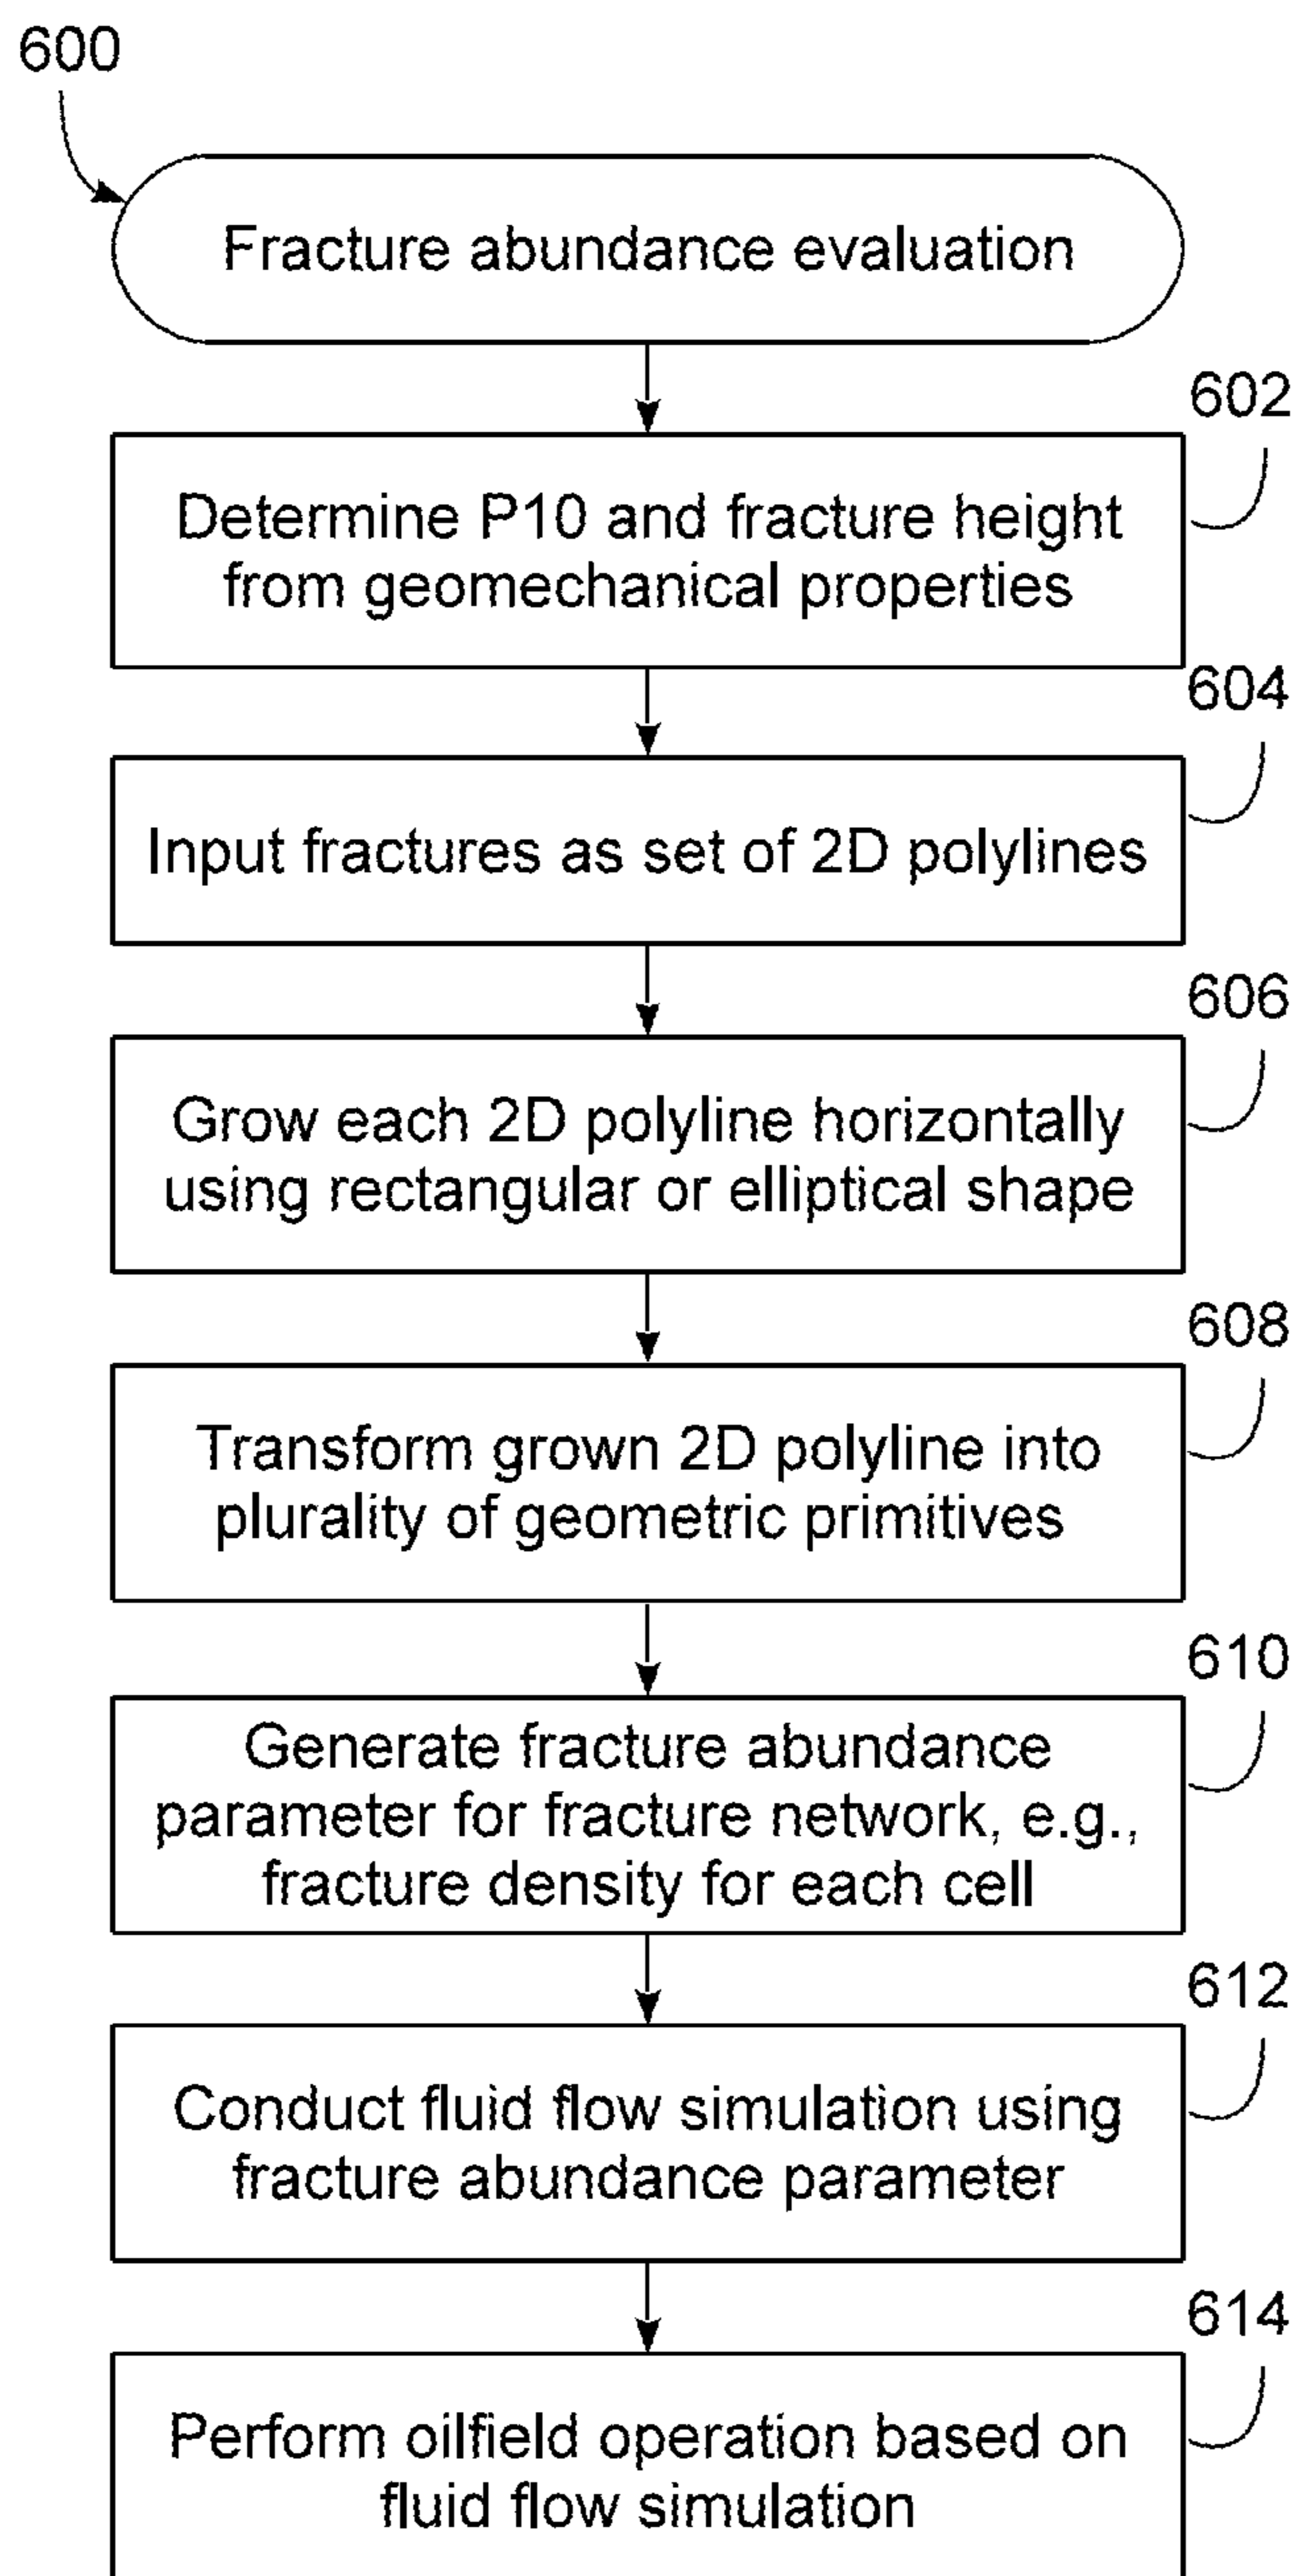 600
Fracture abundance evaluation
602
Determine P10 and fracture height
from geomechanical properties
604
Input fractures as set of 2D polylines
606
Grow each 2D polyline horizontally
using rectangular or elliptical shape
608
Transform grown 2D polyline into
plurality of geometric primitives
610
Generate fracture abundance
parameter for fracture network, e.g.,
fracture density for each cell
612
Conduct fluid flow simulation using
fracture abundance parameter
614
Perform oilfield operation based on
fluid flow simulation